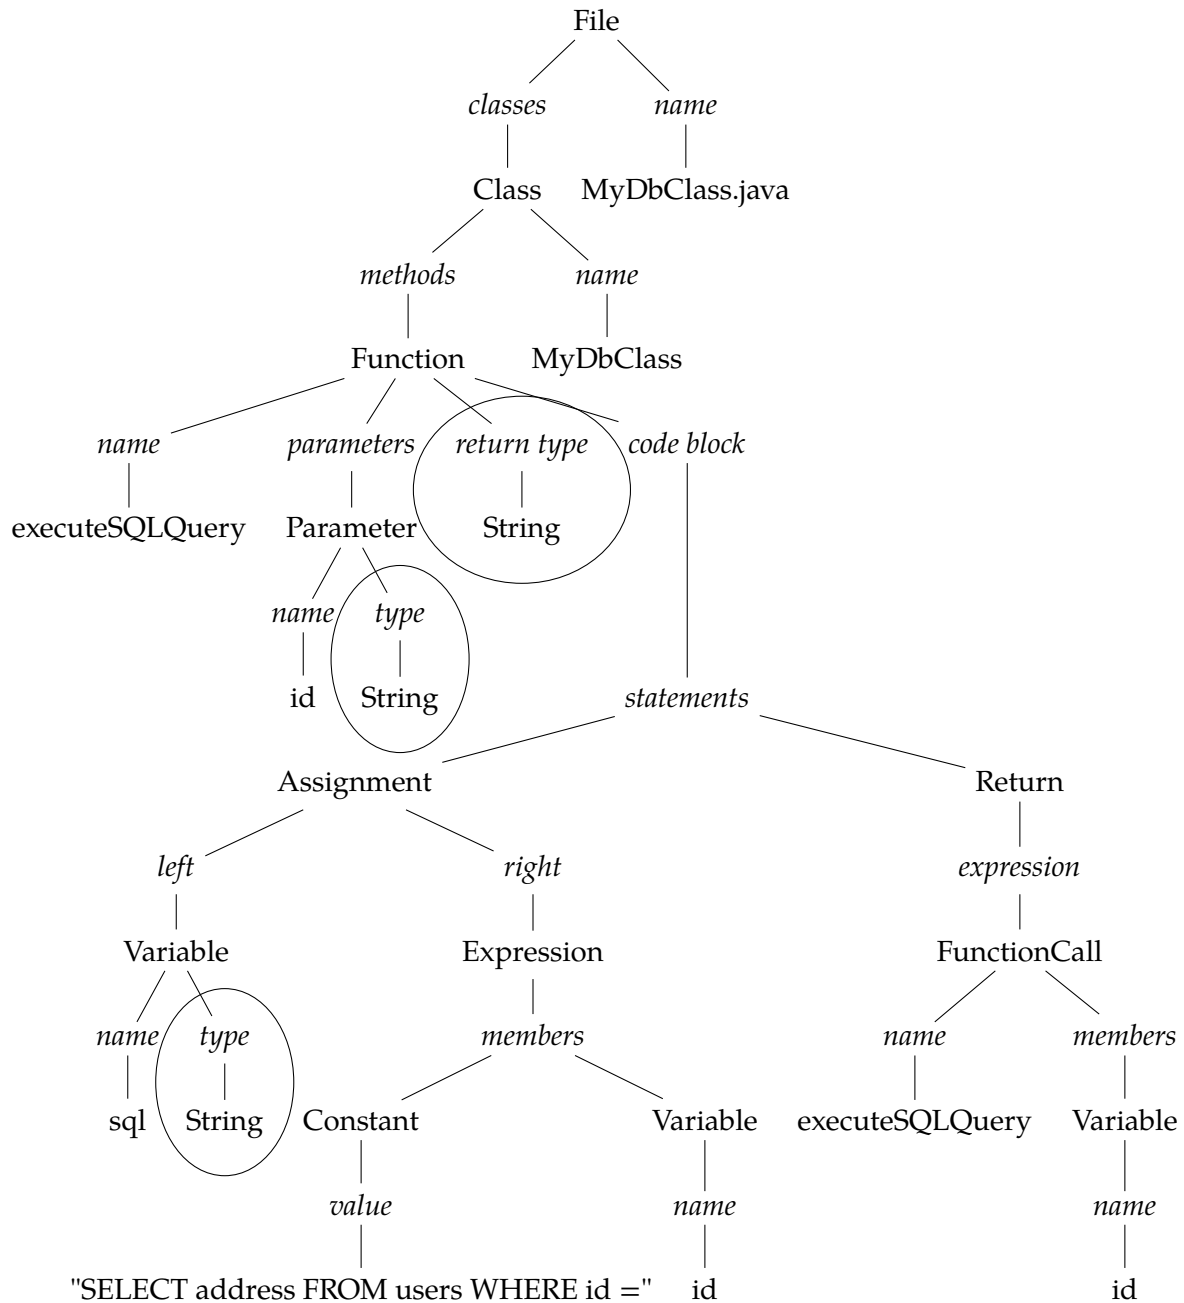 File
classes name
Class MyDbClass.java
methods name
Function MyDbClass
name parameters return type code block
executeSQLQuery Parameter String
name type
id String statements
Assignment Return
left right expression
Variable Expression FunctionCall
name type members name members
sql String Constant Variable executeSQLQuery Variable
value name name
"SELECT address FROM users WHERE id =" id id